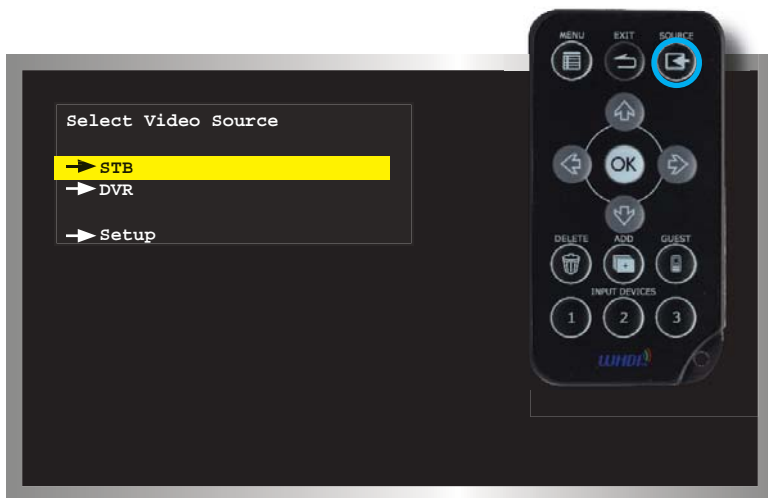 Select Video Source
STB
DVR
Setup
MENU EXIT SOURCE
OK
DELETE ADD GUEST
INPUT DEVICES
1 2 3
WHDI